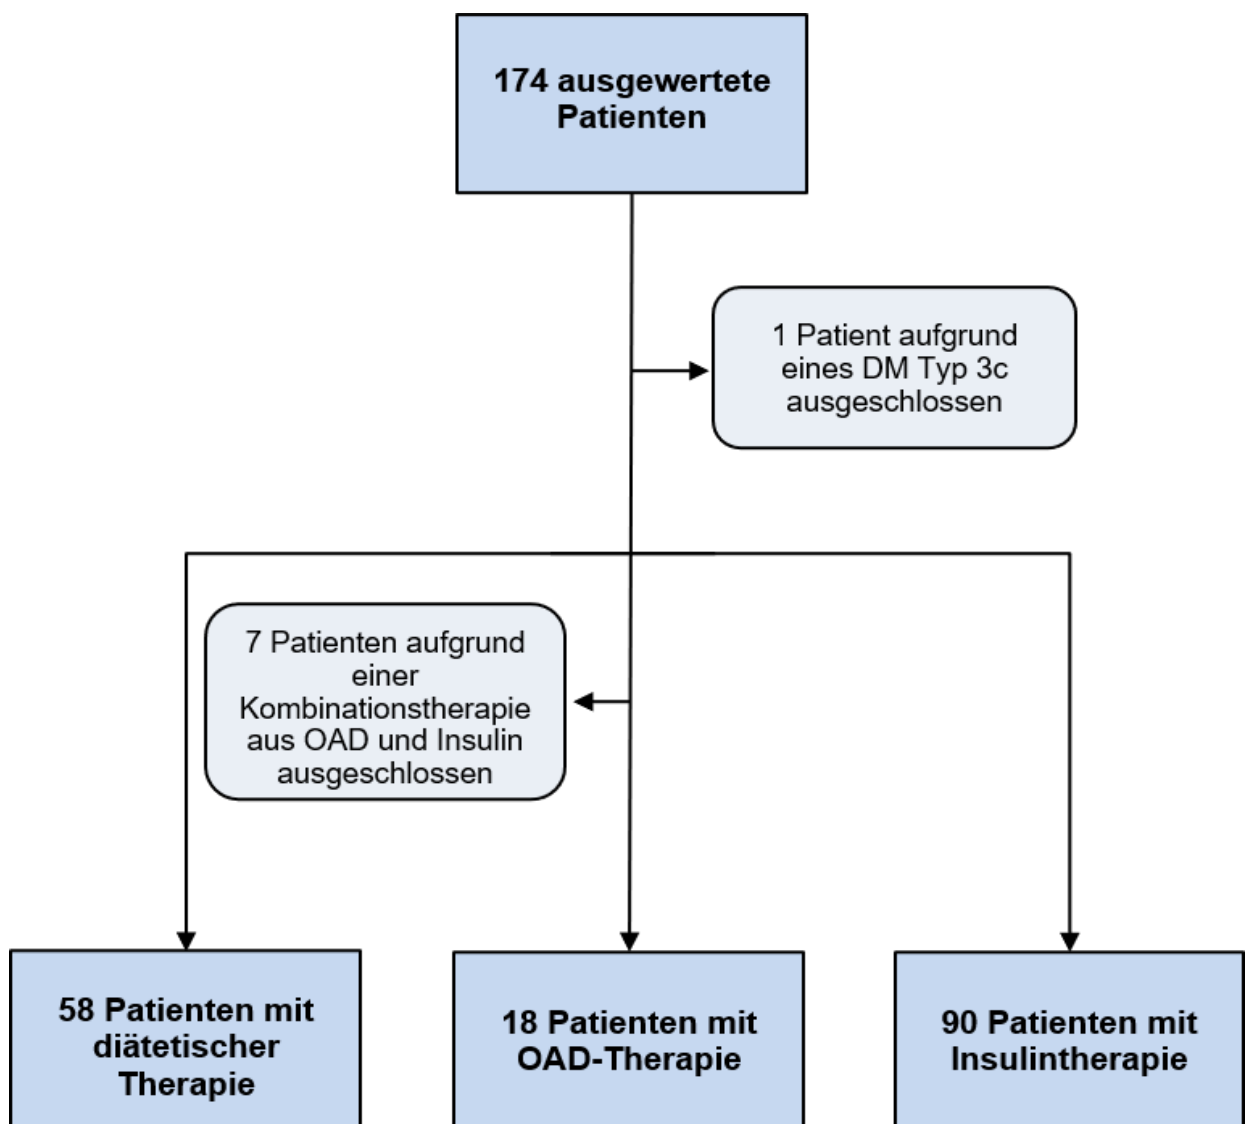 174 ausgewertete
Patienten
1 Patient aufgrund
eines DM Typ 3c
ausgeschlossen
7 Patienten aufgrund
einer
Kombinationstherapie
aus OAD und Insulin
ausgeschlossen
58 Patienten mit
diätetischer
Therapie
18 Patienten mit
OAD-Therapie
90 Patienten mit
Insulintherapie